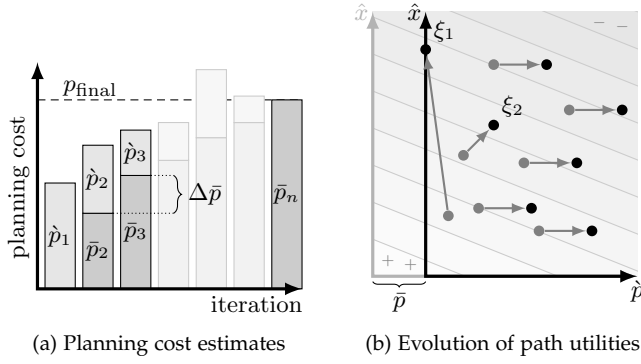 planning cost
p_final
p̀₁
p̀₂
p̄₂
p̀₃
p̄₃
Δp̄
p̄ₙ
iteration
(a) Planning cost estimates
x̂
x̂
ξ₁
ξ₂
− −
+ +
p̄
p̀
(b) Evolution of path utilities